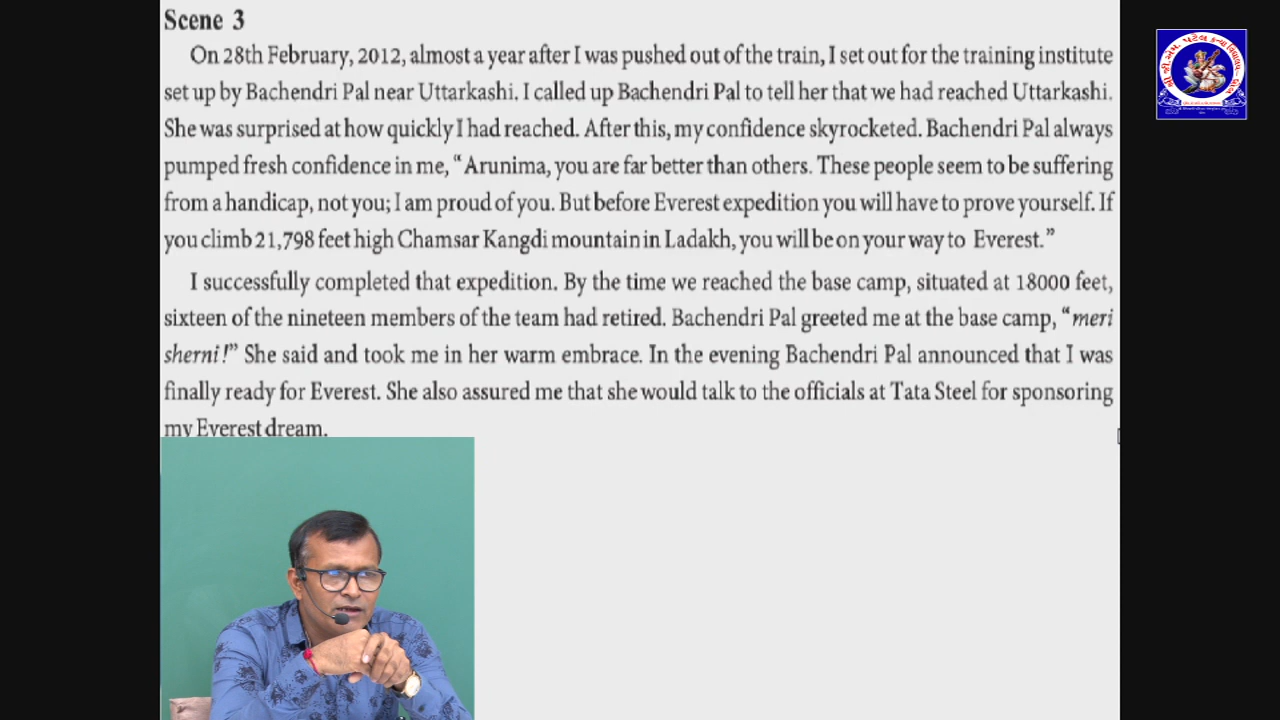 Scene 3
On 28th February, 2012, almost a year after I was pushed out of the train, I set out for the training institute
set up by Bachendri Pal near Uttarkashi. I called up Bachendri Pal to tell her that we had reached Uttarkashi.
She was surprised at how quickly I had reached. After this, my confidence skyrocketed. Bachendri Pal always
pumped fresh confidence in me, “Arunima, you are far better than others. These people seem to be suffering
from a handicap, not you; I am proud of you. But before Everest expedition you will have to prove yourself. If
you climb 21,798 feet high Chamsar Kangdi mountain in Ladakh, you will be on your way to Everest.”
I successfully completed that expedition. By the time we reached the base camp, situated at 18000 feet,
sixteen of the nineteen members of the team had retired. Bachendri Pal greeted me at the base camp, “meri
sherni!” She said and took me in her warm embrace. In the evening Bachendri Pal announced that I was
finally ready for Everest. She also assured me that she would talk to the officials at Tata Steel for sponsoring
my Everest dream.